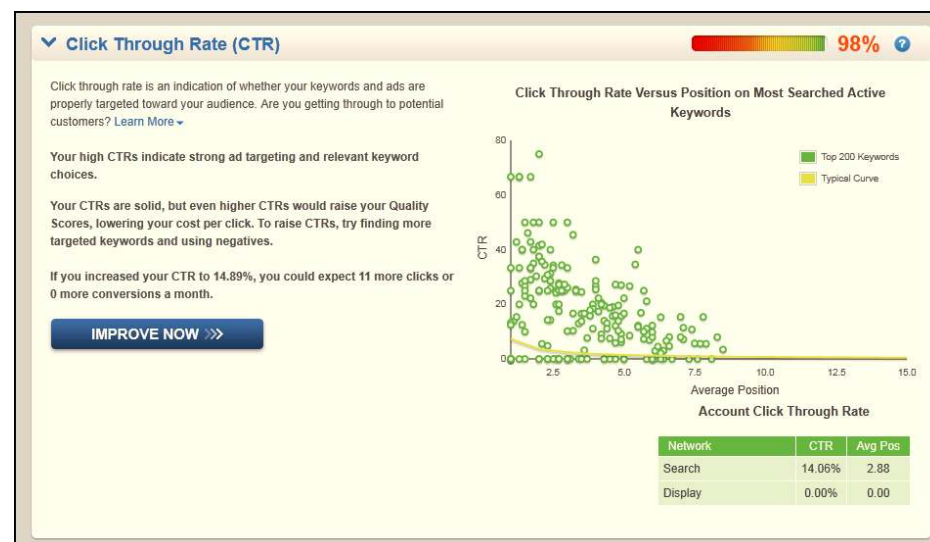 Click Through Rate (CTR)
98%
?
Click through rate is an indication of whether your keywords and ads are
properly targeted toward your audience. Are you getting through to potential
customers? Learn More
Your high CTRs indicate strong ad targeting and relevant keyword
choices.
Your CTRs are solid, but even higher CTRs would raise your Quality
Scores, lowering your cost per click. To raise CTRs, try finding more
targeted keywords and using negatives.
If you increased your CTR to 14.89%, you could expect 11 more clicks or
0 more conversions a month.
IMPROVE NOW >>>
Click Through Rate Versus Position on Most Searched Active
Keywords
80
60
40
20
0
CTR
Top 200 Keywords
Typical Curve
2.5 5.0 7.5 10.0 12.5 15.0
Average Position
Account Click Through Rate
Network CTR Avg Pos
Search 14.06% 2.88
Display 0.00% 0.00